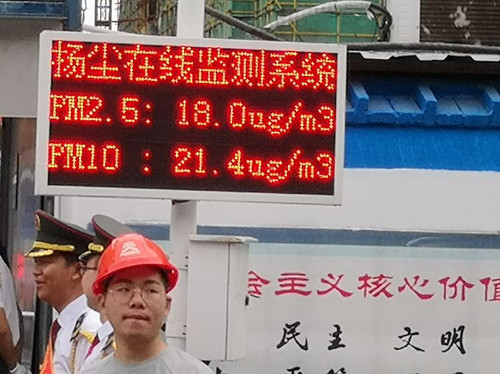 扬尘在线监测系统
PM2.5: 18.0ug/m3
PM10 : 21.4ug/m3
会主义核心价值
民主 文明